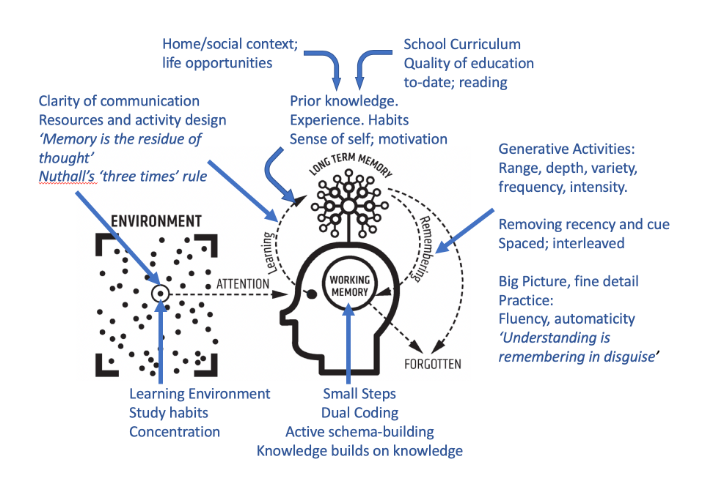 Home/social context;
life opportunities
School Curriculum
Quality of education
to-date; reading
Clarity of communication
Resources and activity design
‘Memory is the residue of
thought’
Nuthall’s ‘three times’ rule
Prior knowledge.
Experience. Habits
Sense of self; motivation
Generative Activities:
Range, depth, variety,
frequency, intensity.
Removing recency and cue
Spaced; interleaved
Big Picture, fine detail
Practice:
Fluency, automaticity
‘Understanding is
remembering in disguise’
LONG TERM MEMORY
ENVIRONMENT
Learning
Remembering
ATTENTION
WORKING
MEMORY
FORGOTTEN
Learning Environment
Study habits
Concentration
Small Steps
Dual Coding
Active schema-building
Knowledge builds on knowledge